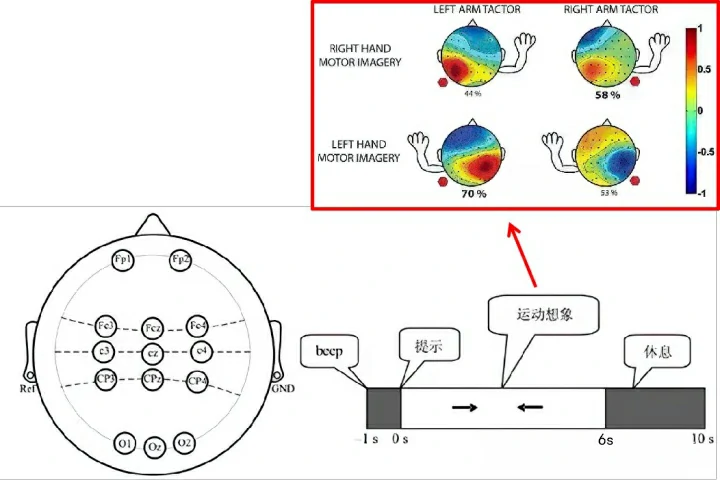 LEFT ARM TACTOR
RIGHT ARM TACTOR
RIGHT HAND
MOTOR IMAGERY
44 %
58 %
LEFT HAND
MOTOR IMAGERY
70 %
53 %
1
0.5
0
-0.5
-1
Fp1
Fp2
Fc3
Fcz
Fc4
c3
cz
c4
CP3
CPz
CP4
Ref
GND
O1
Oz
O2
beep
提示
运动想象
休息
-1 s
0 s
6s
10 s